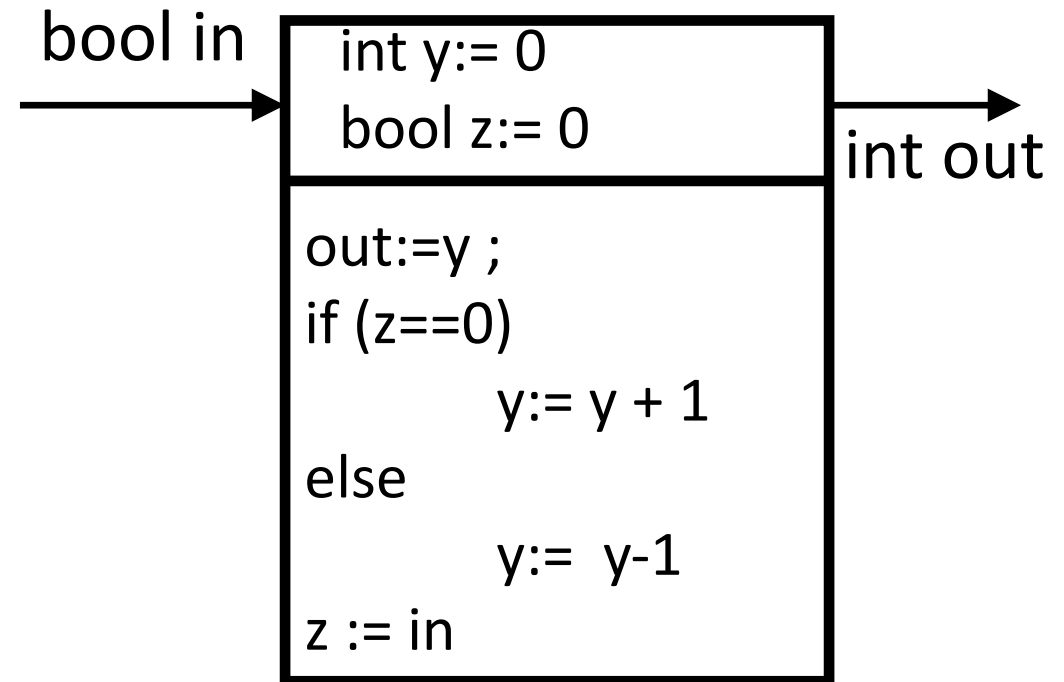 bool in
int y:= 0
bool z:= 0
int out
out:=y ;
if (z==0)
y:= y + 1
else
y:= y-1
z := in